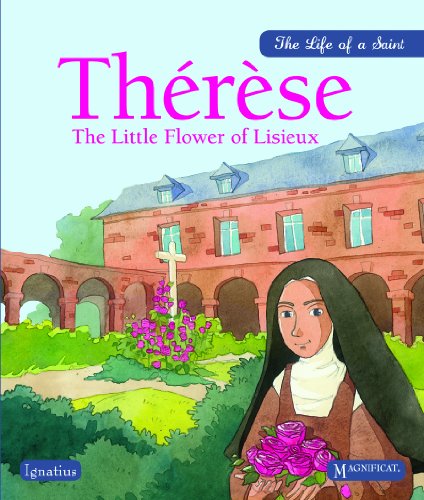 The Life of a Saint
Thérèse
The Little Flower of Lisieux
Ignatius
MAGNIFICAT.